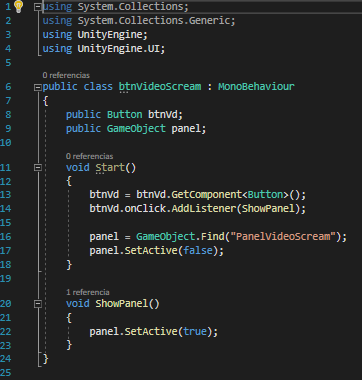 1 using System.Collections;
2 using System.Collections.Generic;
3 using UnityEngine;
4 using UnityEngine.UI;
5
0 referencias
6 public class btnVideoScream : MonoBehaviour
7 {
8 public Button btnVd;
9 public GameObject panel;
10
0 referencias
11 void Start()
12 {
13 btnVd = btnVd.GetComponent<Button>();
14 btnVd.onClick.AddListener(ShowPanel);
15
16 panel = GameObject.Find("PanelVideoScream");
17 panel.SetActive(false);
18 }
19
1 referencia
20 void ShowPanel()
21 {
22 panel.SetActive(true);
23 }
24 }
25